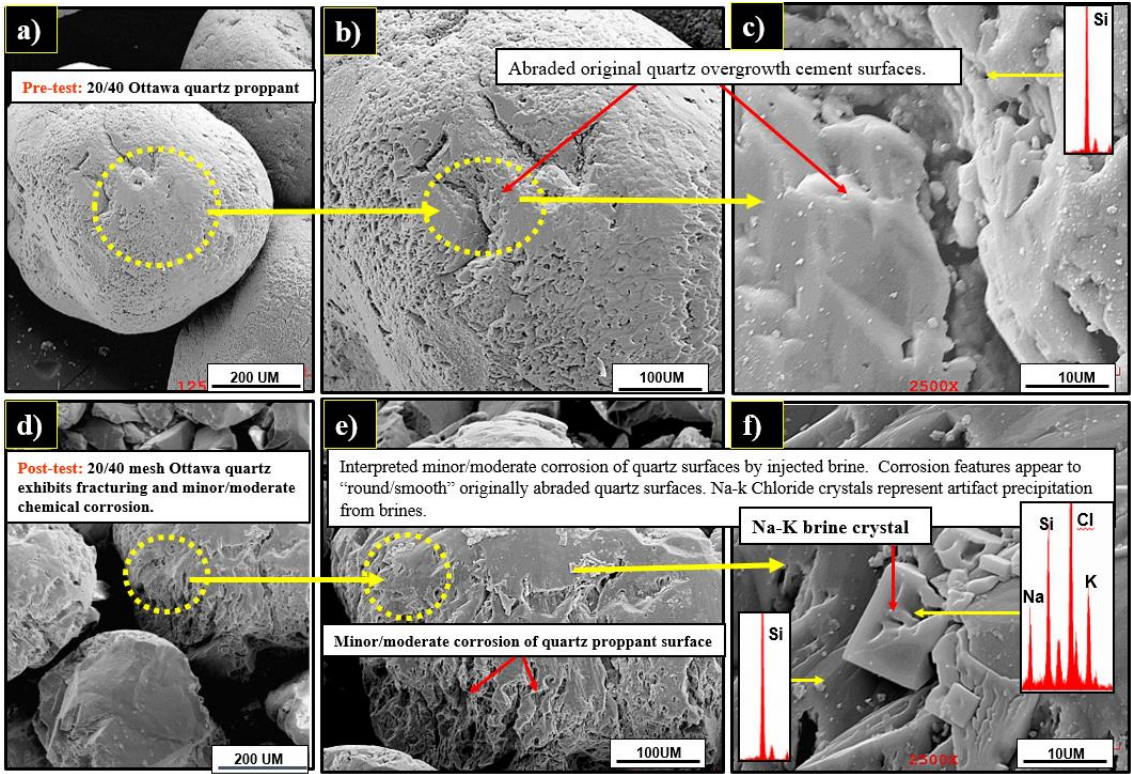 a)
Pre-test: 20/40 Ottawa quartz proppant
200 UM
b)
Abraded original quartz overgrowth cement surfaces.
100UM
c)
Si
2500X
10UM
d)
Post-test: 20/40 mesh Ottawa quartz
exhibits fracturing and minor/moderate
chemical corrosion.
200 UM
e)
Interpreted minor/moderate corrosion of quartz surfaces by injected brine. Corrosion features appear to
“round/smooth” originally abraded quartz surfaces. Na-k Chloride crystals represent artifact precipitation
from brines.
Minor/moderate corrosion of quartz proppant surface
100UM
f)
Na-K brine crystal
Na
Si
Cl
K
Si
2500X
10UM